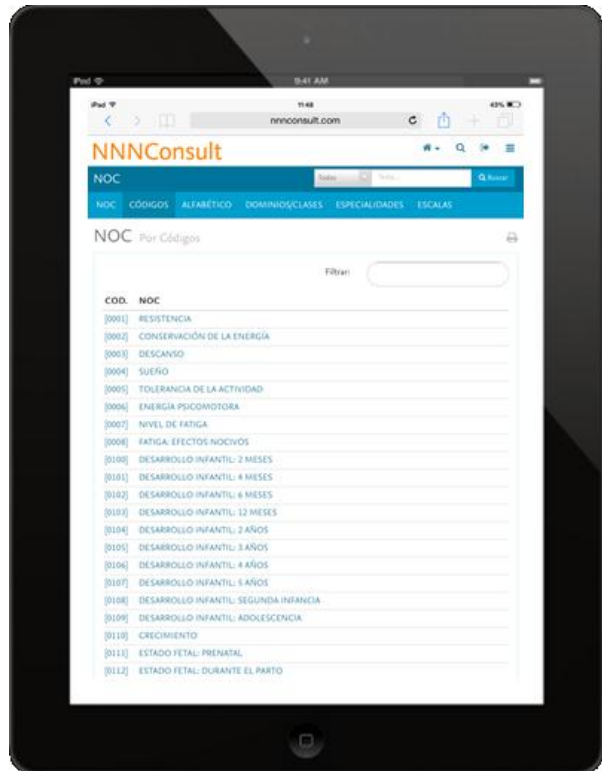 iPad 9:41 AM
iPad 11:48 43%
nnnconsult.com
NNNConsult
NOC Todos Buscar
NOC CÓDIGOS ALFABÉTICO DOMINIOS/CLASES ESPECIALIDADES ESCALAS
NOC Por Códigos
Filtrar:
COD. NOC
[0001] RESISTENCIA
[0002] CONSERVACIÓN DE LA ENERGÍA
[0003] DESCANSO
[0004] SUEÑO
[0005] TOLERANCIA DE LA ACTIVIDAD
[0006] ENERGÍA PSICOMOTORA
[0007] NIVEL DE FATIGA
[0008] FATIGA: EFECTOS NOCIVOS
[0100] DESARROLLO INFANTIL: 2 MESES
[0101] DESARROLLO INFANTIL: 4 MESES
[0102] DESARROLLO INFANTIL: 6 MESES
[0103] DESARROLLO INFANTIL: 12 MESES
[0104] DESARROLLO INFANTIL: 2 AÑOS
[0105] DESARROLLO INFANTIL: 3 AÑOS
[0106] DESARROLLO INFANTIL: 4 AÑOS
[0107] DESARROLLO INFANTIL: 5 AÑOS
[0108] DESARROLLO INFANTIL: SEGUNDA INFANCIA
[0109] DESARROLLO INFANTIL: ADOLESCENCIA
[0110] CRECIMIENTO
[0111] ESTADO FETAL: PRENATAL
[0112] ESTADO FETAL: DURANTE EL PARTO